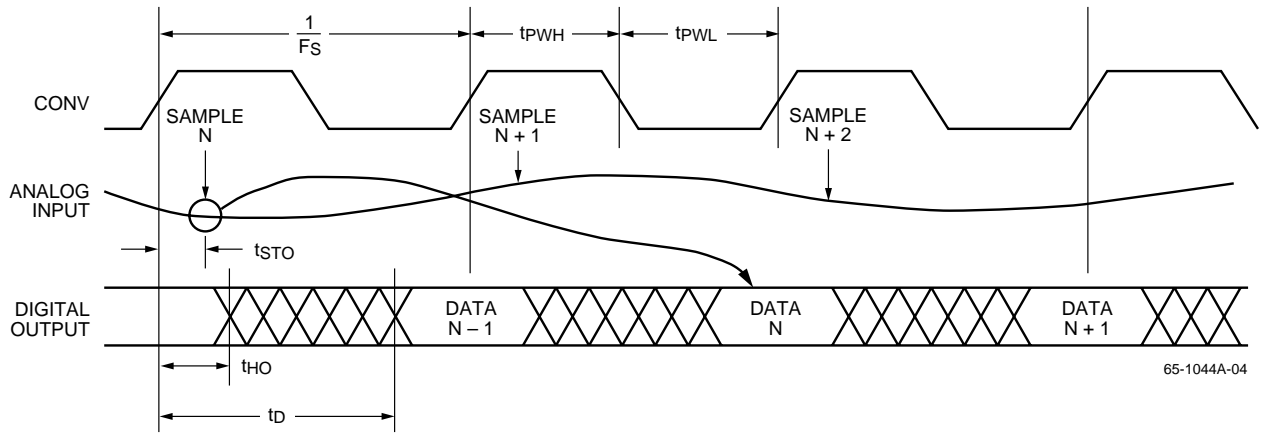 1
FS
tPWH
tPWL
CONV
SAMPLE
N
SAMPLE
N + 1
SAMPLE
N + 2
ANALOG
INPUT
tSTO
DIGITAL
OUTPUT
DATA
N – 1
DATA
N
DATA
N + 1
tHO
65-1044A-04
tD